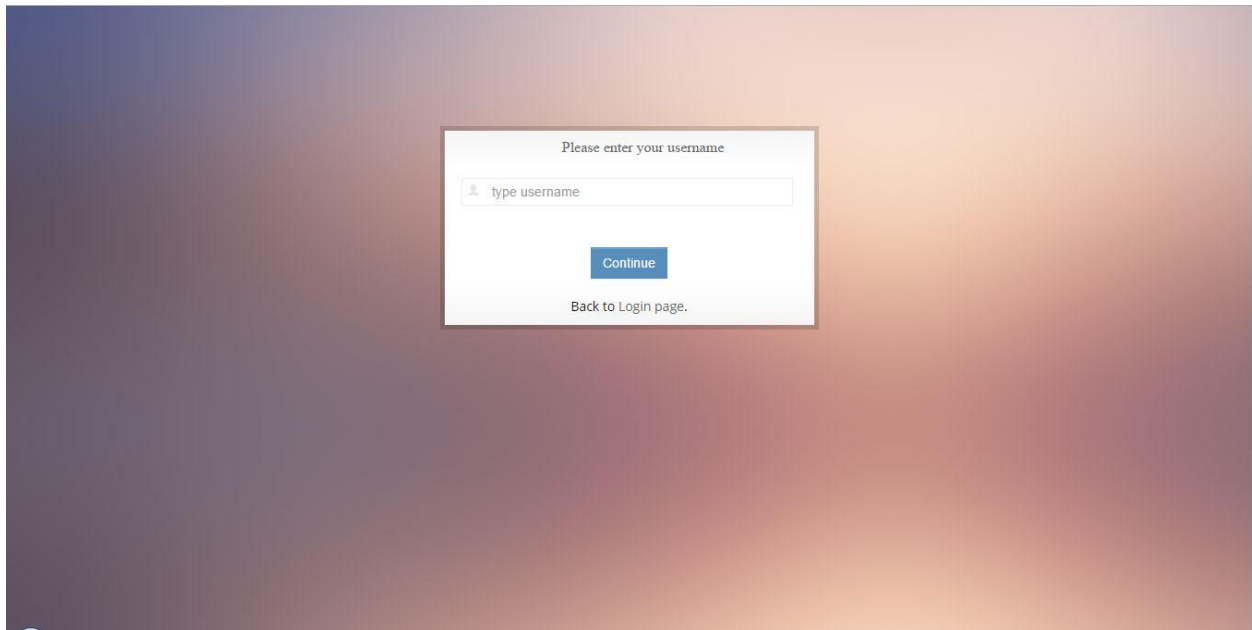 Please enter your username
type username
Continue
Back to Login page.